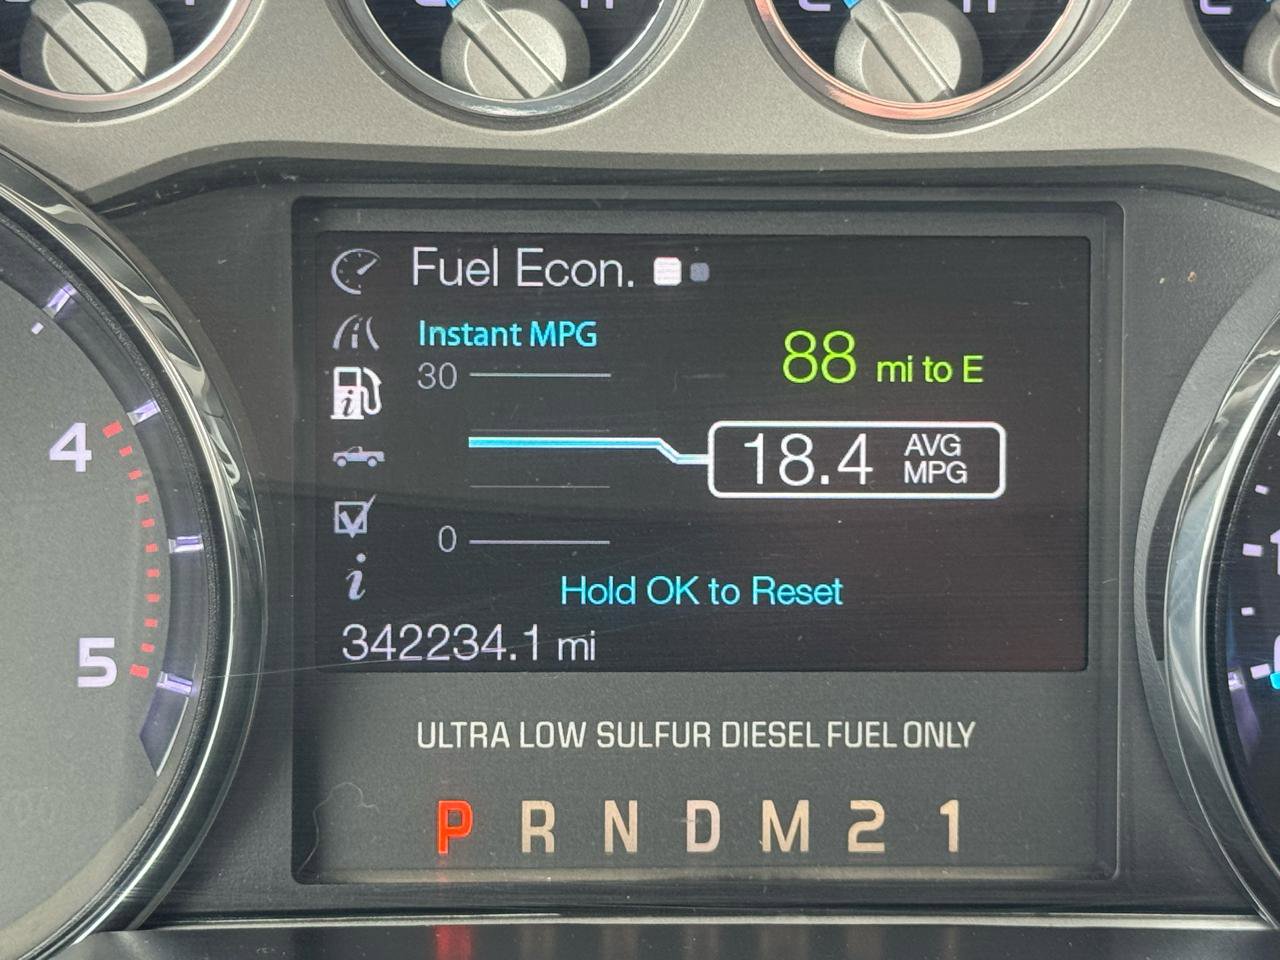 Fuel Econ.
Instant MPG
30
88 mi to E
18.4 AVG MPG
0
Hold OK to Reset
342234.1 mi
4
5
ULTRA LOW SULFUR DIESEL FUEL ONLY
P R N D M 2 1